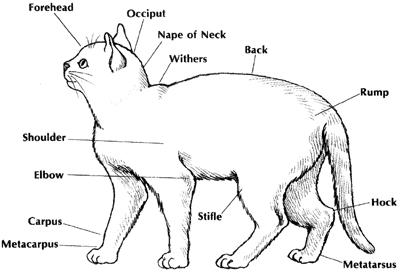 Forehead
Occiput
Nape of Neck
Withers
Back
Rump
Shoulder
Elbow
Stifle
Hock
Carpus
Metacarpus
Metatarsus